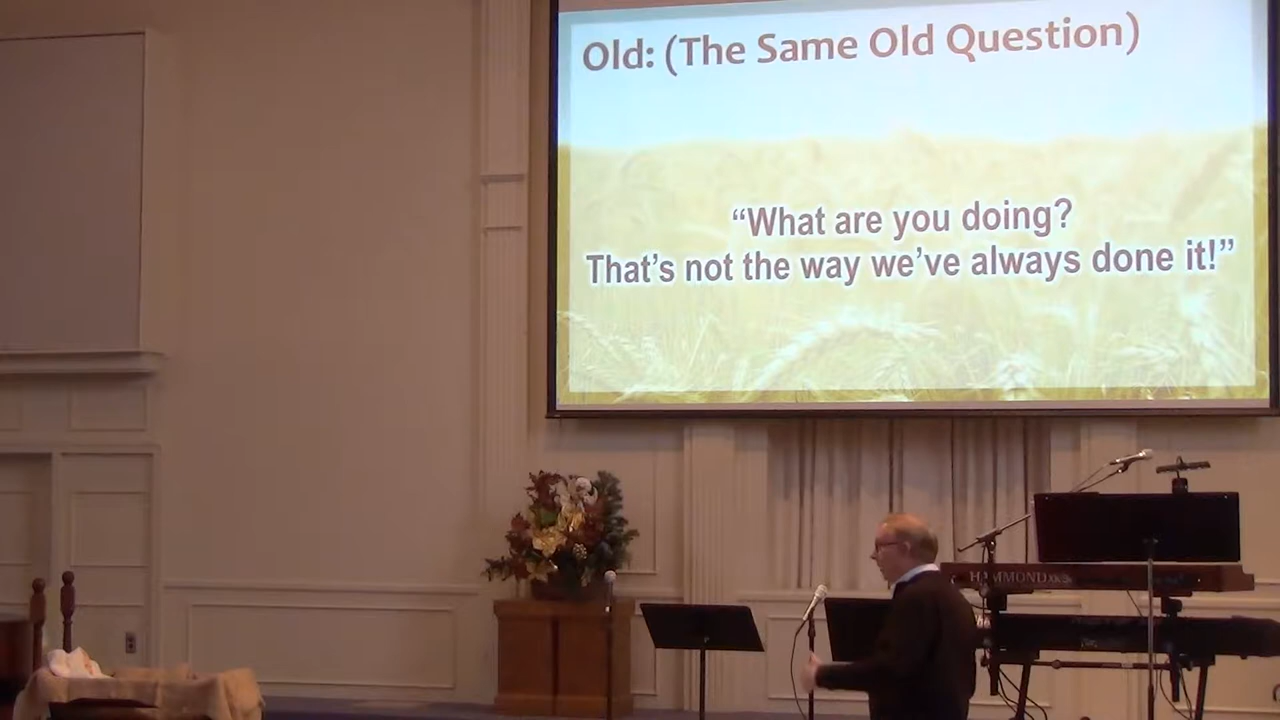 Old: (The Same Old Question)
“What are you doing?
That’s not the way we’ve always done it!”
HAMMOND